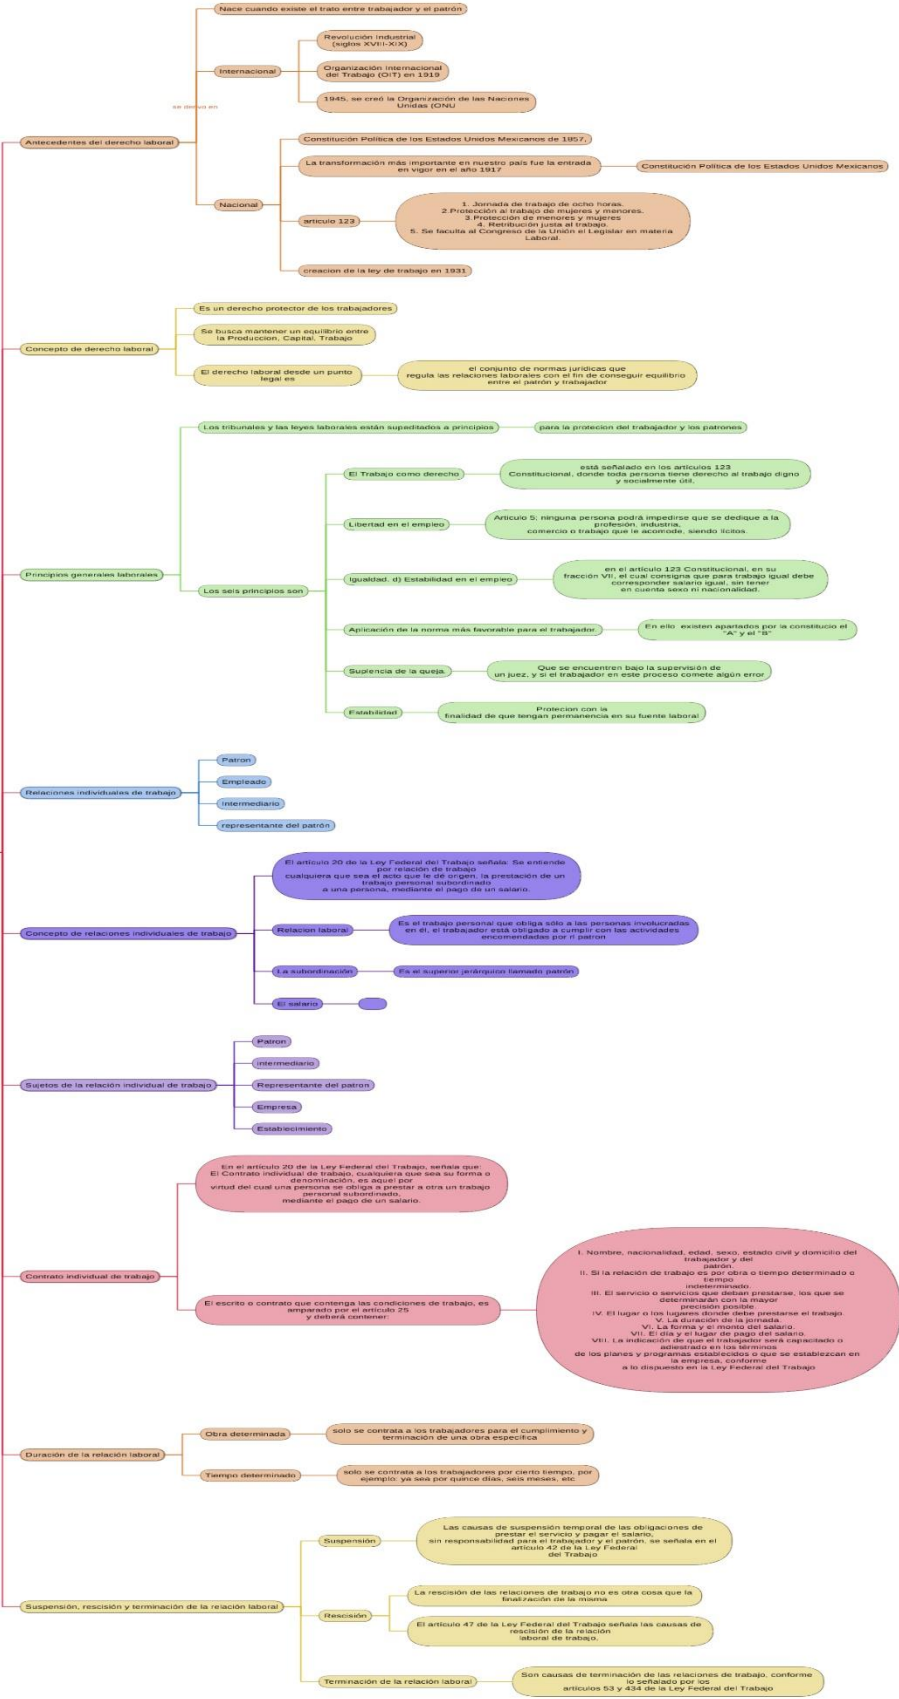 Nace cuando existe el trato entre trabajador y el patrón
Revolución Industrial
(siglos XVIII-XIX)
Internacional
Organización Internacional
del Trabajo (OIT) en 1919
se deriva en
1945, se creó la Organización de las Naciones
Unidas (ONU
Antecedentes del derecho laboral
Constitución Política de los Estados Unidos Mexicanos de 1857,
La transformación más importante en nuestro país fue la entrada
en vigor en el año 1917
Constitución Política de los Estados Unidos Mexicanos
Nacional
articulo 123
1. Jornada de trabajo de ocho horas.
2.Protección al trabajo de mujeres y menores.
3.Protección de menores y mujeres
4. Retribución justa al trabajo.
5. Se faculta al Congreso de la Unión el Legislar en materia
Laboral.
creacion de la ley de trabajo en 1931
Es un derecho protector de los trabajadores
Concepto de derecho laboral
Se busca mantener un equilibrio entre
la Produccion, Capital, Trabajo
El derecho laboral desde un punto
legal es
el conjunto de normas jurídicas que
regula las relaciones laborales con el fin de conseguir equilibrio
entre el patrón y trabajador
Los tribunales y las leyes laborales están supeditados a principios
para la protecion del trabajador y los patrones
El Trabajo como derecho
está señalado en los artículos 123
Constitucional, donde toda persona tiene derecho al trabajo digno
y socialmente útil,
Libertad en el empleo
Artículo 5; ninguna persona podrá impedirse que se dedique a la
profesión, industria,
comercio o trabajo que le acomode, siendo lícitos.
Principios generales laborales
Los seis principios son
Igualdad. d) Estabilidad en el empleo
en el artículo 123 Constitucional, en su
fracción VII, el cual consigna que para trabajo igual debe
corresponder salario igual, sin tener
en cuenta sexo ni nacionalidad,
Aplicación de la norma más favorable para el trabajador.
En ello existen apartados por la constitucio el
"A" y el "B"
Suplencia de la queja.
Que se encuentren bajo la supervisión de
un juez, y si el trabajador en este proceso comete algún error
Estabilidad
Protecion con la
finalidad de que tengan permanencia en su fuente laboral
Patron
Empleado
Relaciones individuales de trabajo
intermediario
representante del patrón
El artículo 20 de la Ley Federal del Trabajo señala: Se entiende
por relación de trabajo
cualquiera que sea el acto que le dé origen, la prestación de un
trabajo personal subordinado
a una persona, mediante el pago de un salario.
Concepto de relaciones individuales de trabajo
Relacion laboral
Es el trabajo personal que obliga sólo a las personas involucradas
en él, el trabajador está obligado a cumplir con las actividades
encomendadas por rl patron
La subordinación
Es el superior jerárquico llamado patrón
El salario
Patron
intermediario
Sujetos de la relación individual de trabajo
Representante del patron
Empresa
Establecimiento
En el artículo 20 de la Ley Federal del Trabajo, señala que:
El Contrato individual de trabajo, cualquiera que sea su forma o
denominación, es aquel por
virtud del cual una persona se obliga a prestar a otra un trabajo
personal subordinado,
mediante el pago de un salario.
Contrato individual de trabajo
El escrito o contrato que contenga las condiciones de trabajo, es
amparado por el artículo 25
y deberá contener:
I. Nombre, nacionalidad, edad, sexo, estado civil y domicilio del
trabajador y del
patrón.
II. Si la relación de trabajo es por obra o tiempo determinado o
tiempo
indeterminado.
III. El servicio o servicios que deban prestarse, los que se
determinarán con la mayor
precisión posible.
IV. El lugar o los lugares donde debe prestarse el trabajo.
V. La duración de la jornada.
VI. La forma y el monto del salario.
VII. El día y el lugar de pago del salario.
VIII. La indicación de que el trabajador será capacitado o
adiestrado en los términos
de los planes y programas establecidos o que se establezcan en
la empresa, conforme
a lo dispuesto en la Ley Federal del Trabajo
Obra determinada
solo se contrata a los trabajadores para el cumplimiento y
terminación de una obra específica
Duración de la relación laboral
Tiempo determinado
solo se contrata a los trabajadores por cierto tiempo, por
ejemplo, ya sea por quince días, seis meses, etc
Suspensión
Las causas de suspensión temporal de las obligaciones de
prestar el servicio y pagar el salario,
sin responsabilidad para el trabajador y el patrón, se señala en el
artículo 42 de la Ley Federal
del Trabajo
Suspensión, rescisión y terminación de la relación laboral
Rescisión
La rescisión de las relaciones de trabajo no es otra cosa que la
finalización de la misma
El artículo 47 de la Ley Federal del Trabajo señala las causas de
rescisión de la relación
laboral de trabajo,
Terminación de la relación laboral
Son causas de terminación de las relaciones de trabajo, conforme
lo señalado por los
artículos 53 y 434 de la Ley Federal del Trabajo